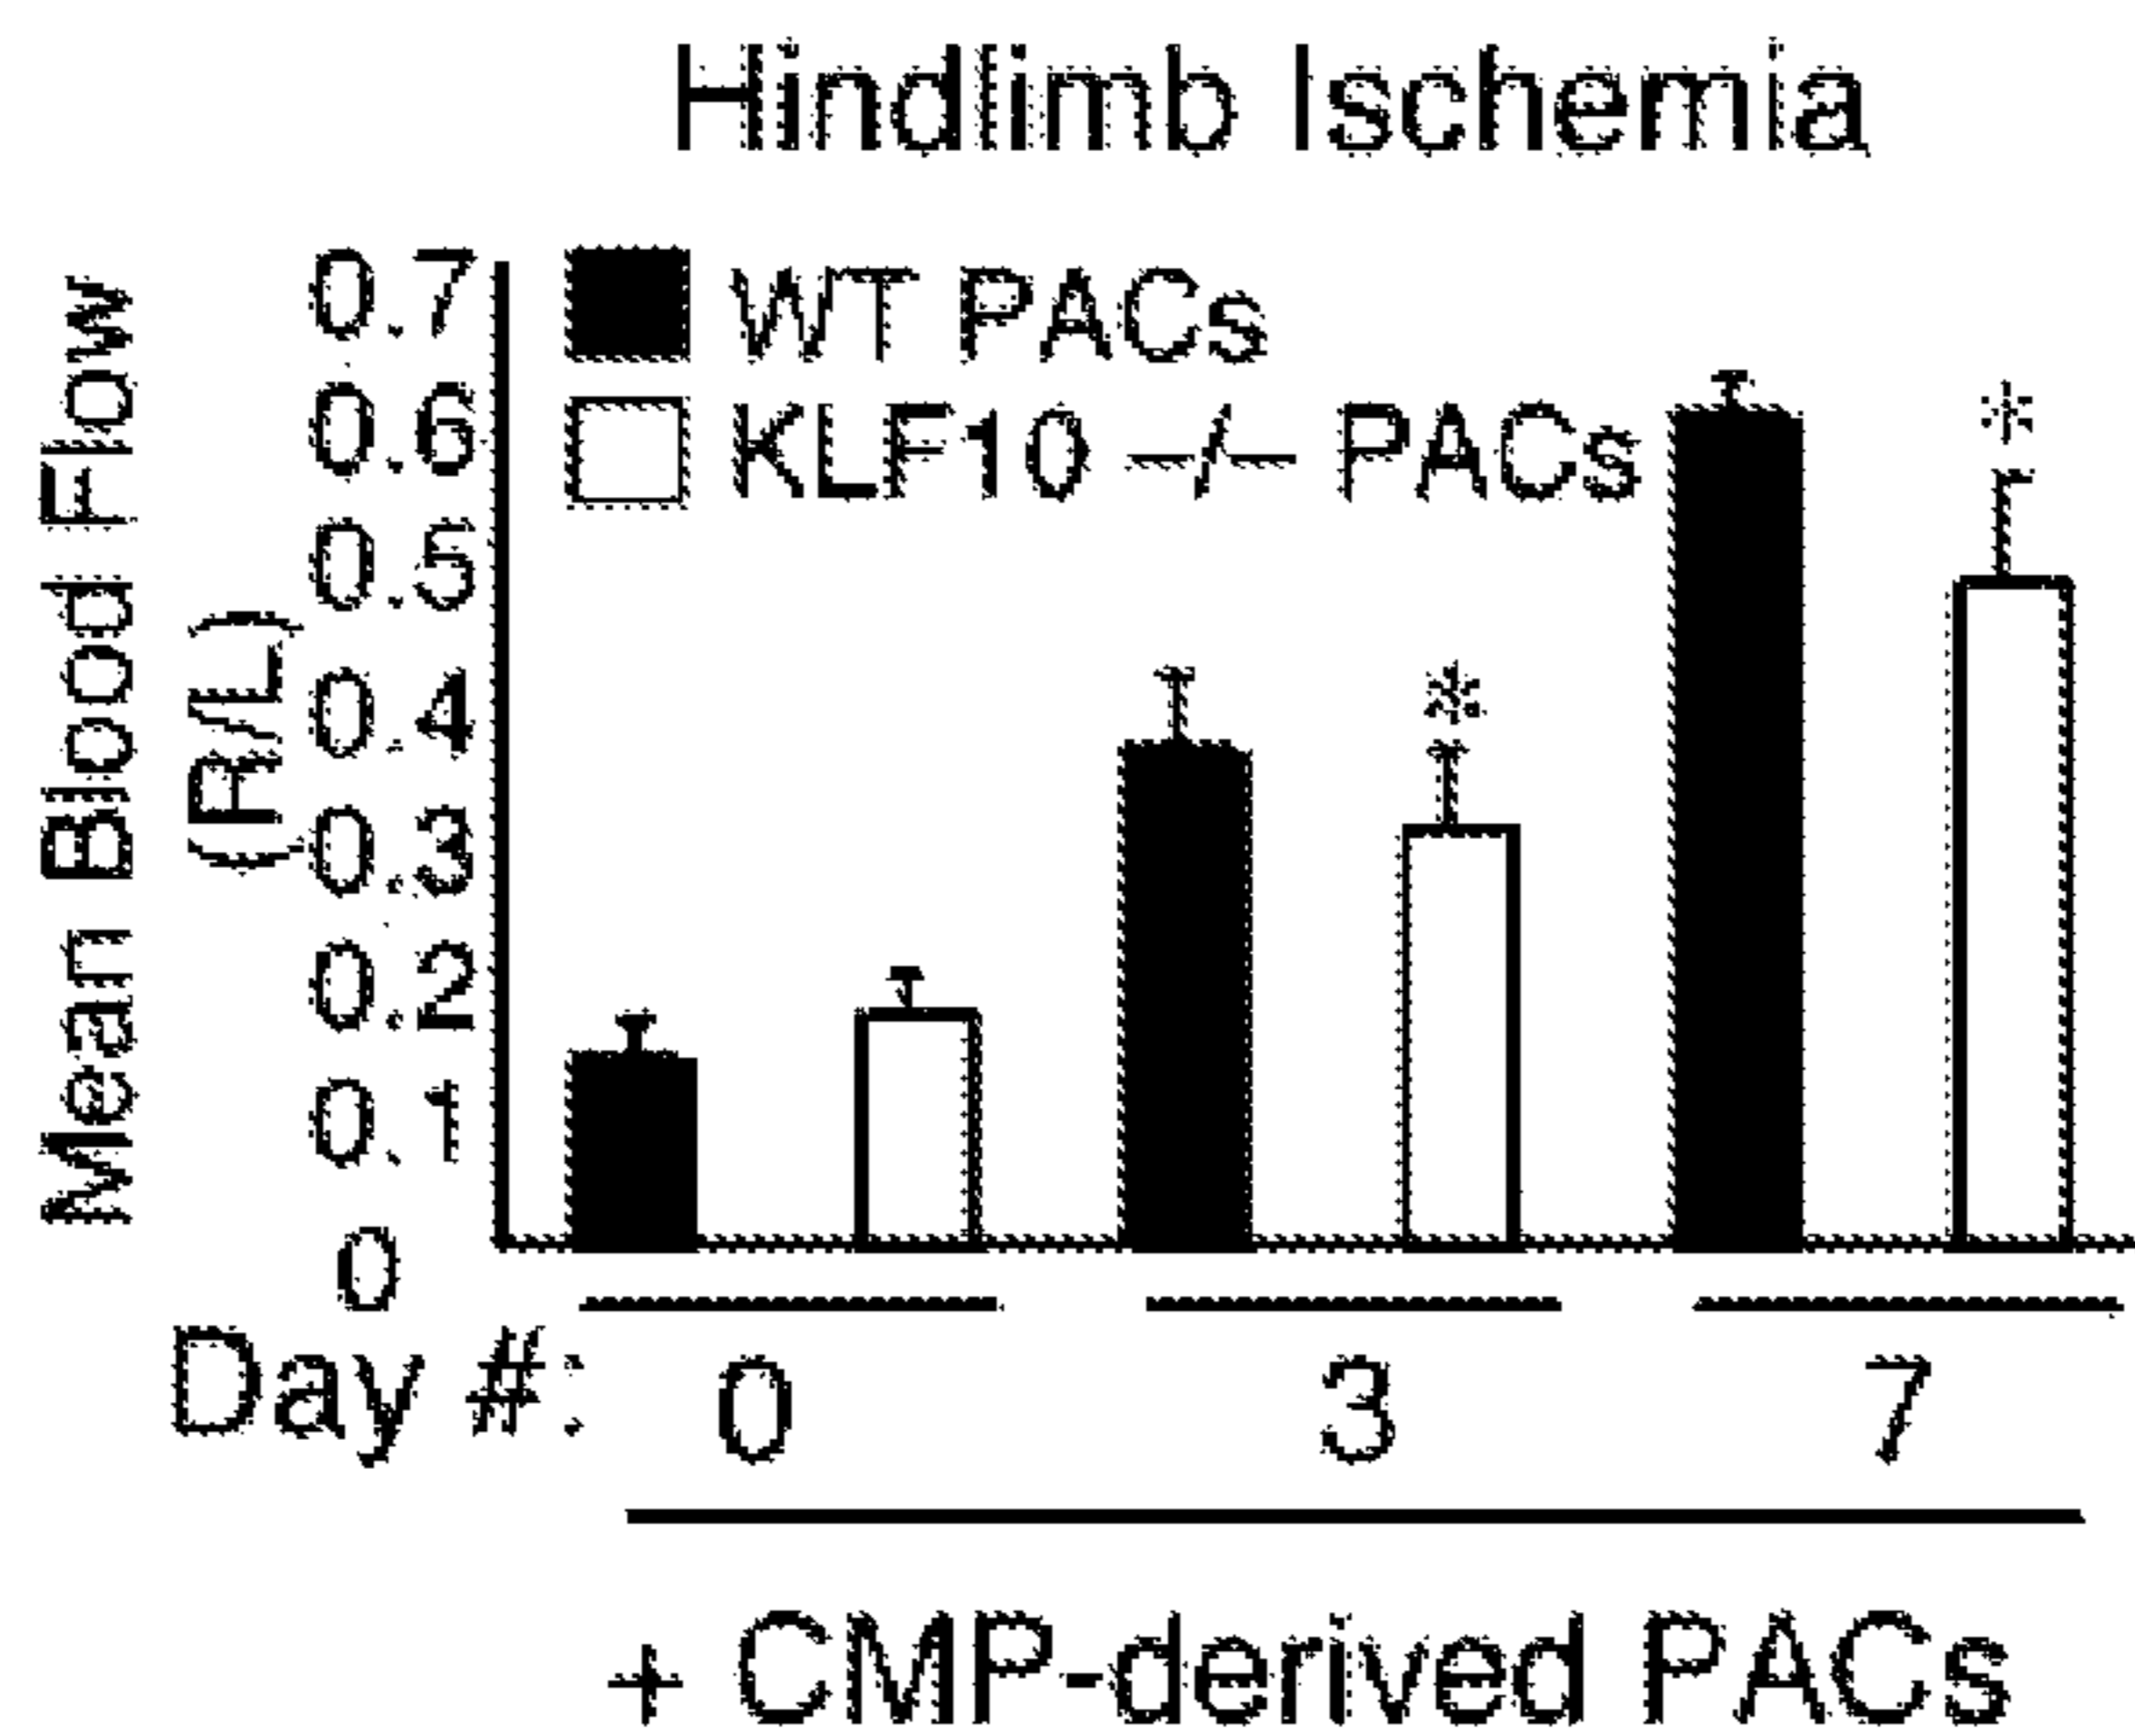 Hindlimb Ischemia
Mean Blood Flow
(R/L)
0.7
0.6
0.5
0.4
0.3
0.2
0.1
0
WT PACs
KLF10 –/– PACs
*
*
Day #: 0 3 7
+ CMP-derived PACs